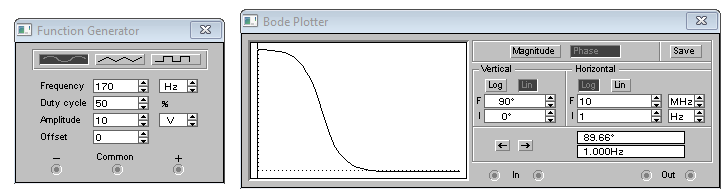 Function Generator
Frequency 170 Hz
Duty cycle 50 %
Amplitude 10 V
Offset 0
− Common +
Bode Plotter
Magnitude Phase Save
Vertical Horizontal
Log Lin Log Lin
F 90° F 10 MHz
I 0° I 1 Hz
← → 89.66°
1.000Hz
In Out